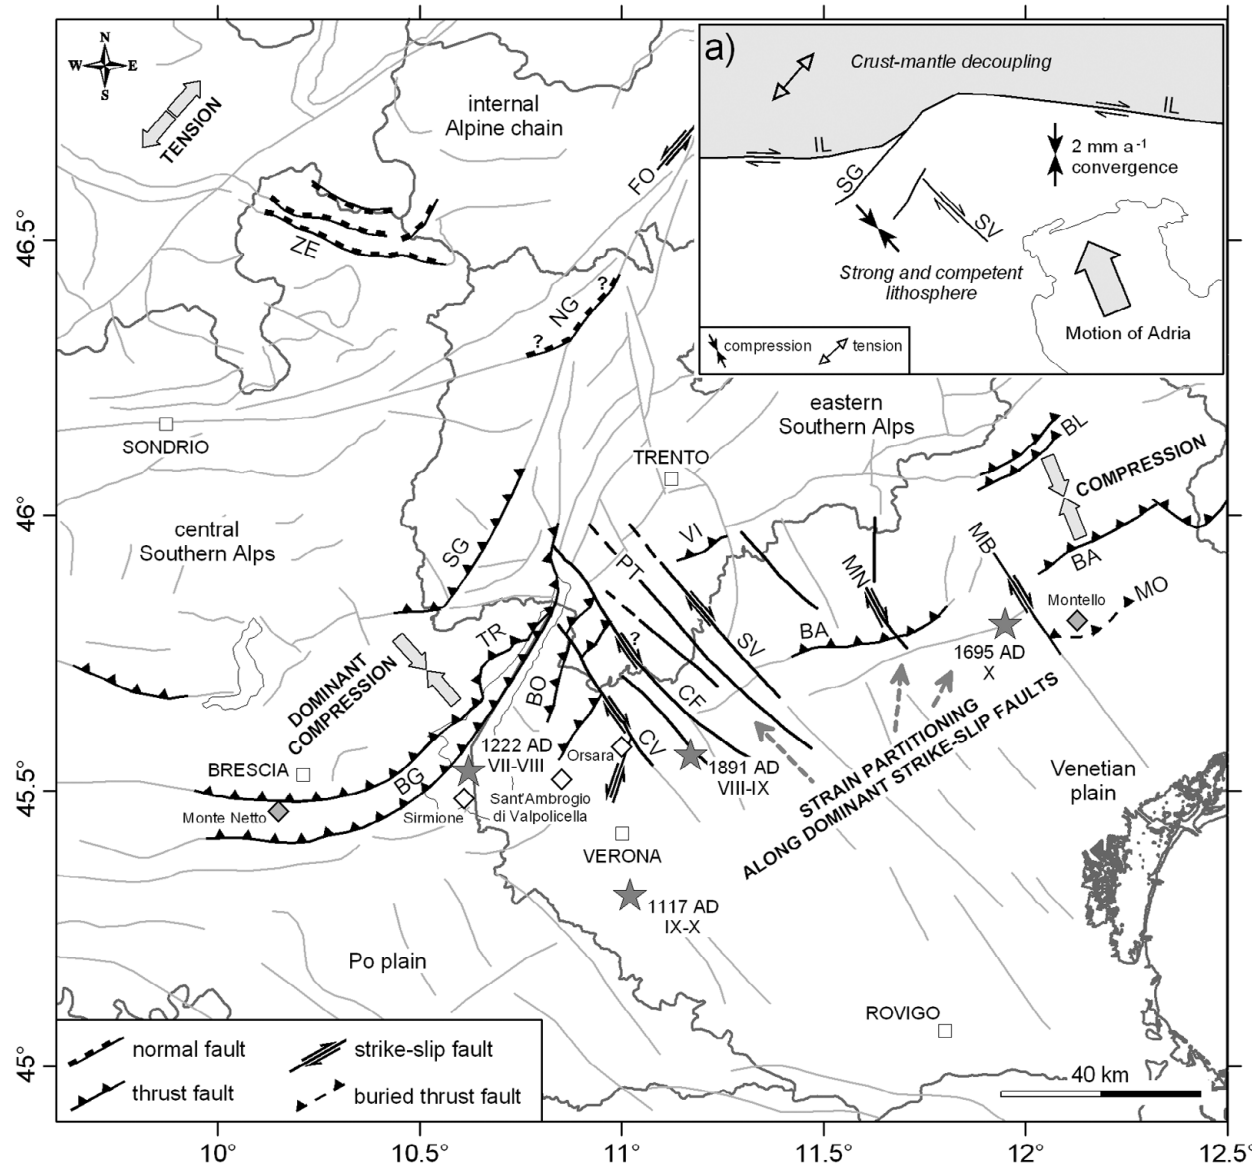 N
W
E
S
TENSION
internal
Alpine chain
FO
ZE
NG
?
?
a)
Crust-mantle decoupling
IL
IL
2 mm a⁻¹
convergence
SG
SV
Strong and competent
lithosphere
Motion of Adria
compression
tension
46.5°
46°
45.5°
45°
SONDRIO
TRENTO
eastern
Southern Alps
BL
COMPRESSION
central
Southern Alps
SG
VI
PT
MN
MB
BA
MO
Montello
TR
?
SV
BA
1695 AD
X
DOMINANT
COMPRESSION
BO
CF
CV
BRESCIA
BG
1222 AD
VII-VIII
Orsara
1891 AD
VIII-IX
STRAIN PARTITIONING
ALONG DOMINANT STRIKE-SLIP FAULTS
Venetian
plain
Monte Netto
Sirmione
Sant'Ambrogio
di Valpolicella
VERONA
1117 AD
IX-X
Po plain
ROVIGO
40 km
normal fault
strike-slip fault
thrust fault
buried thrust fault
10°
10.5°
11°
11.5°
12°
12.5°